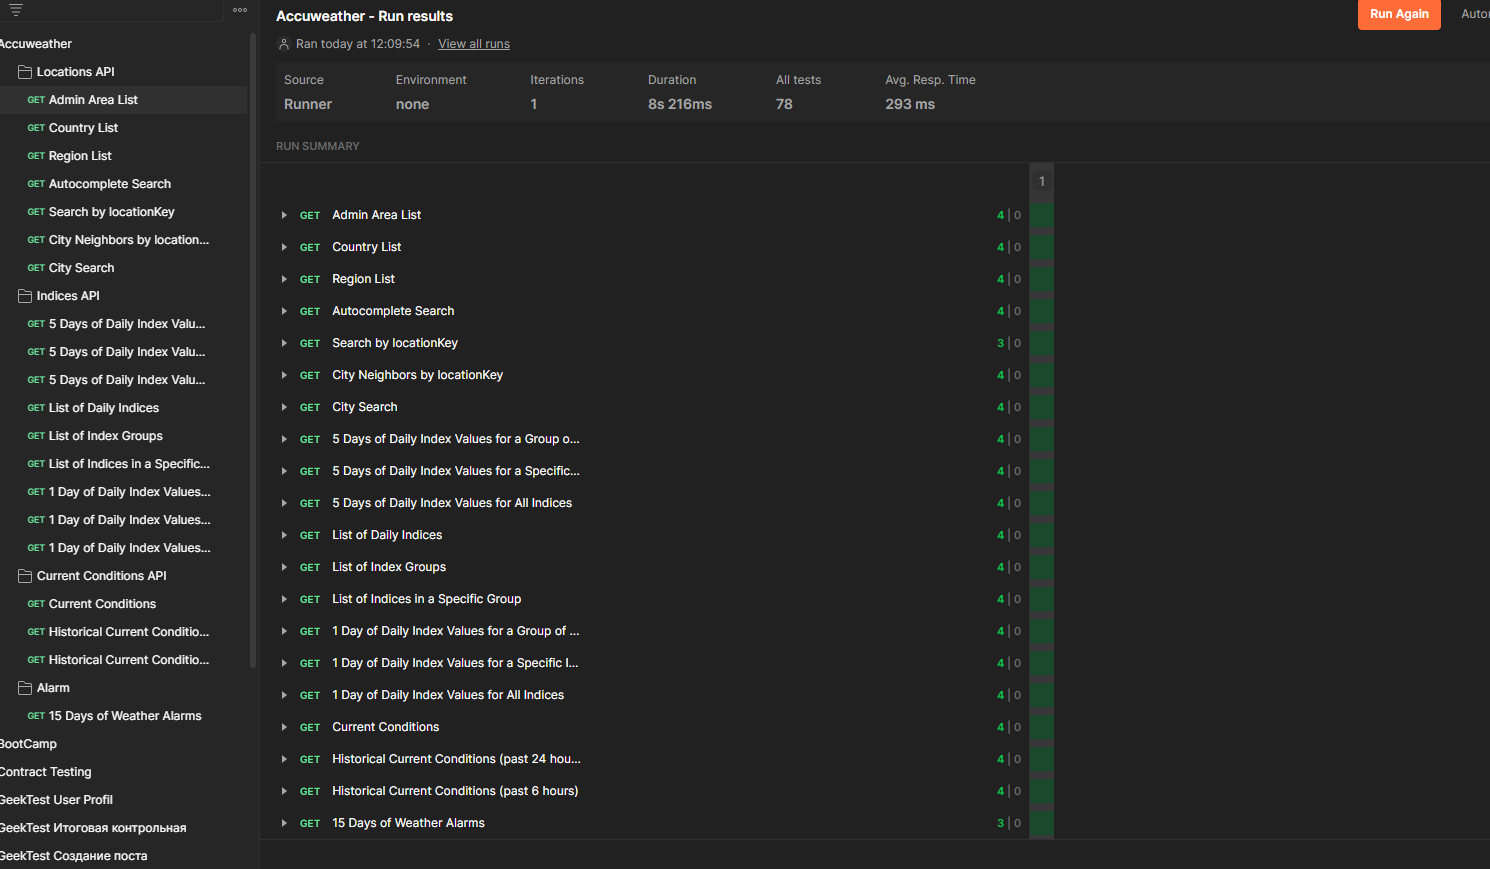 Accuweather
Locations API
GET Admin Area List
GET Country List
GET Region List
GET Autocomplete Search
GET Search by locationKey
GET City Neighbors by location...
GET City Search
Indices API
GET 5 Days of Daily Index Valu...
GET 5 Days of Daily Index Valu...
GET 5 Days of Daily Index Valu...
GET List of Daily Indices
GET List of Index Groups
GET List of Indices in a Specific...
GET 1 Day of Daily Index Values...
GET 1 Day of Daily Index Values...
GET 1 Day of Daily Index Values...
Current Conditions API
GET Current Conditions
GET Historical Current Conditio...
GET Historical Current Conditio...
Alarm
GET 15 Days of Weather Alarms
BootCamp
Contract Testing
GeekTest User Profil
GeekTest Итоговая контрольная
GeekTest Создание поста
Accuweather - Run results
Run Again
Autor
Ran today at 12:09:54 · View all runs
Source Environment Iterations Duration All tests Avg. Resp. Time
Runner none 1 8s 216ms 78 293 ms
RUN SUMMARY
1
GET Admin Area List 4 | 0
GET Country List 4 | 0
GET Region List 4 | 0
GET Autocomplete Search 4 | 0
GET Search by locationKey 3 | 0
GET City Neighbors by locationKey 4 | 0
GET City Search 4 | 0
GET 5 Days of Daily Index Values for a Group o... 4 | 0
GET 5 Days of Daily Index Values for a Specific... 4 | 0
GET 5 Days of Daily Index Values for All Indices 4 | 0
GET List of Daily Indices 4 | 0
GET List of Index Groups 4 | 0
GET List of Indices in a Specific Group 4 | 0
GET 1 Day of Daily Index Values for a Group of ... 4 | 0
GET 1 Day of Daily Index Values for a Specific I... 4 | 0
GET 1 Day of Daily Index Values for All Indices 4 | 0
GET Current Conditions 4 | 0
GET Historical Current Conditions (past 24 hou... 4 | 0
GET Historical Current Conditions (past 6 hours) 4 | 0
GET 15 Days of Weather Alarms 3 | 0